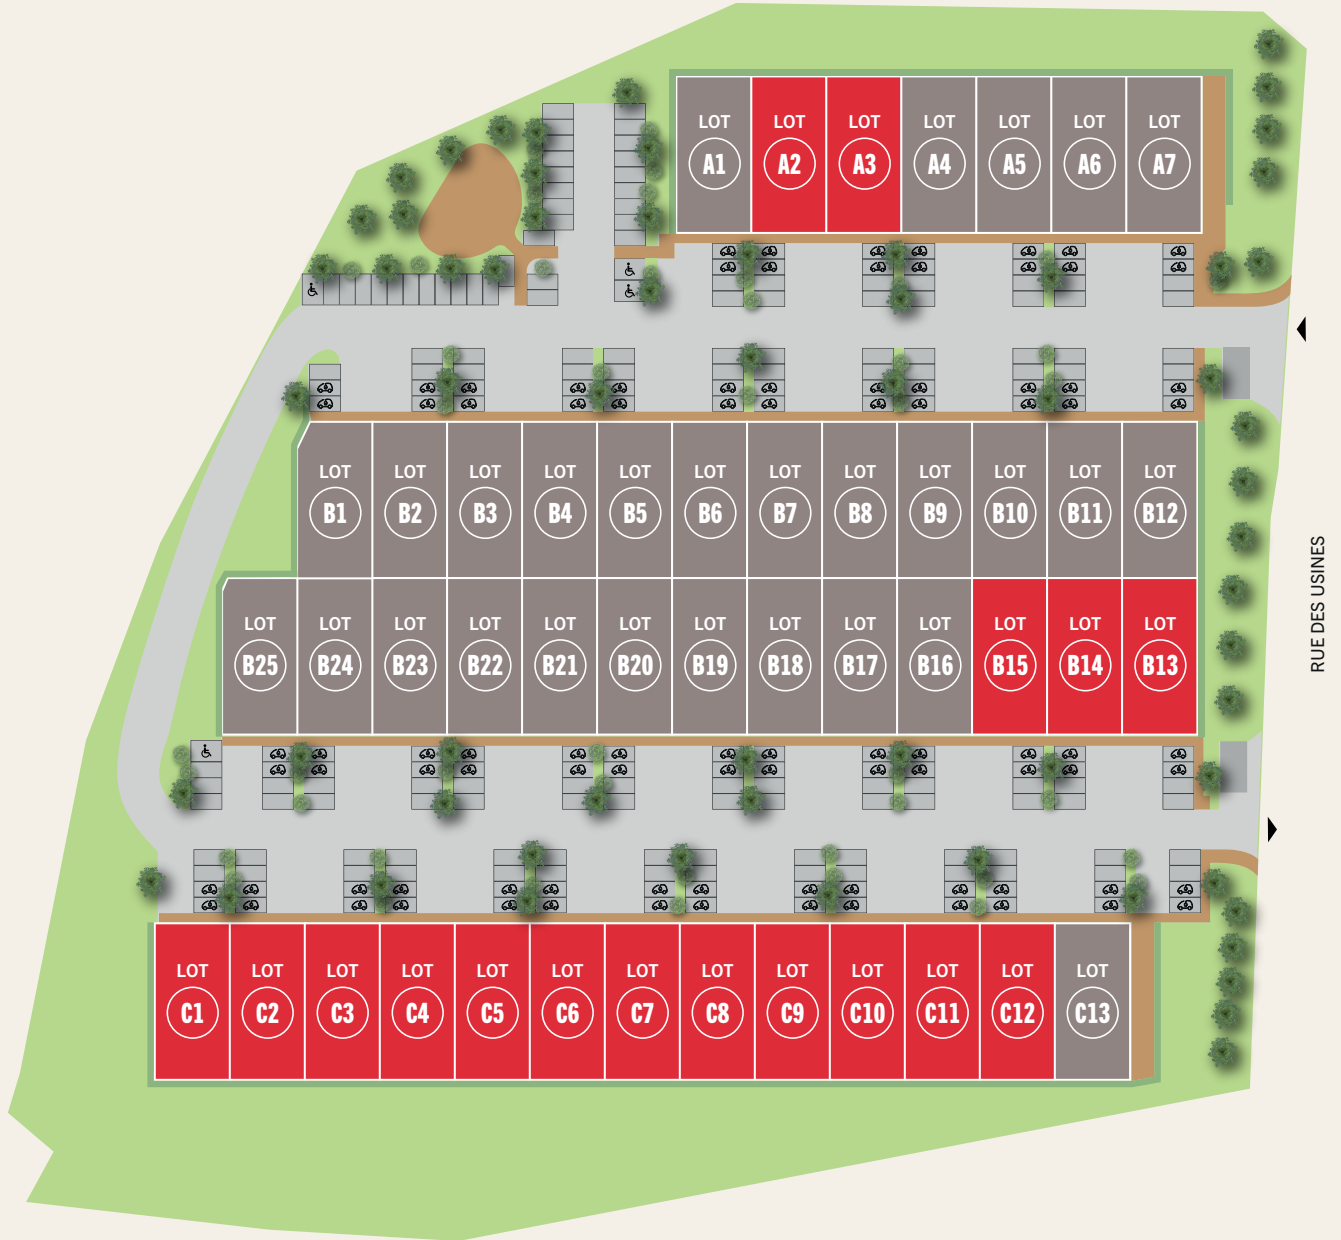 LOT LOT LOT LOT LOT LOT LOT
A1 A2 A3 A4 A5 A6 A7
LOT LOT LOT LOT LOT LOT LOT LOT LOT LOT LOT LOT
B1 B2 B3 B4 B5 B6 B7 B8 B9 B10 B11 B12
RUE DES USINES
LOT LOT LOT LOT LOT LOT LOT LOT LOT LOT LOT LOT LOT
B25 B24 B23 B22 B21 B20 B19 B18 B17 B16 B15 B14 B13
LOT LOT LOT LOT LOT LOT LOT LOT LOT LOT LOT LOT LOT
C1 C2 C3 C4 C5 C6 C7 C8 C9 C10 C11 C12 C13